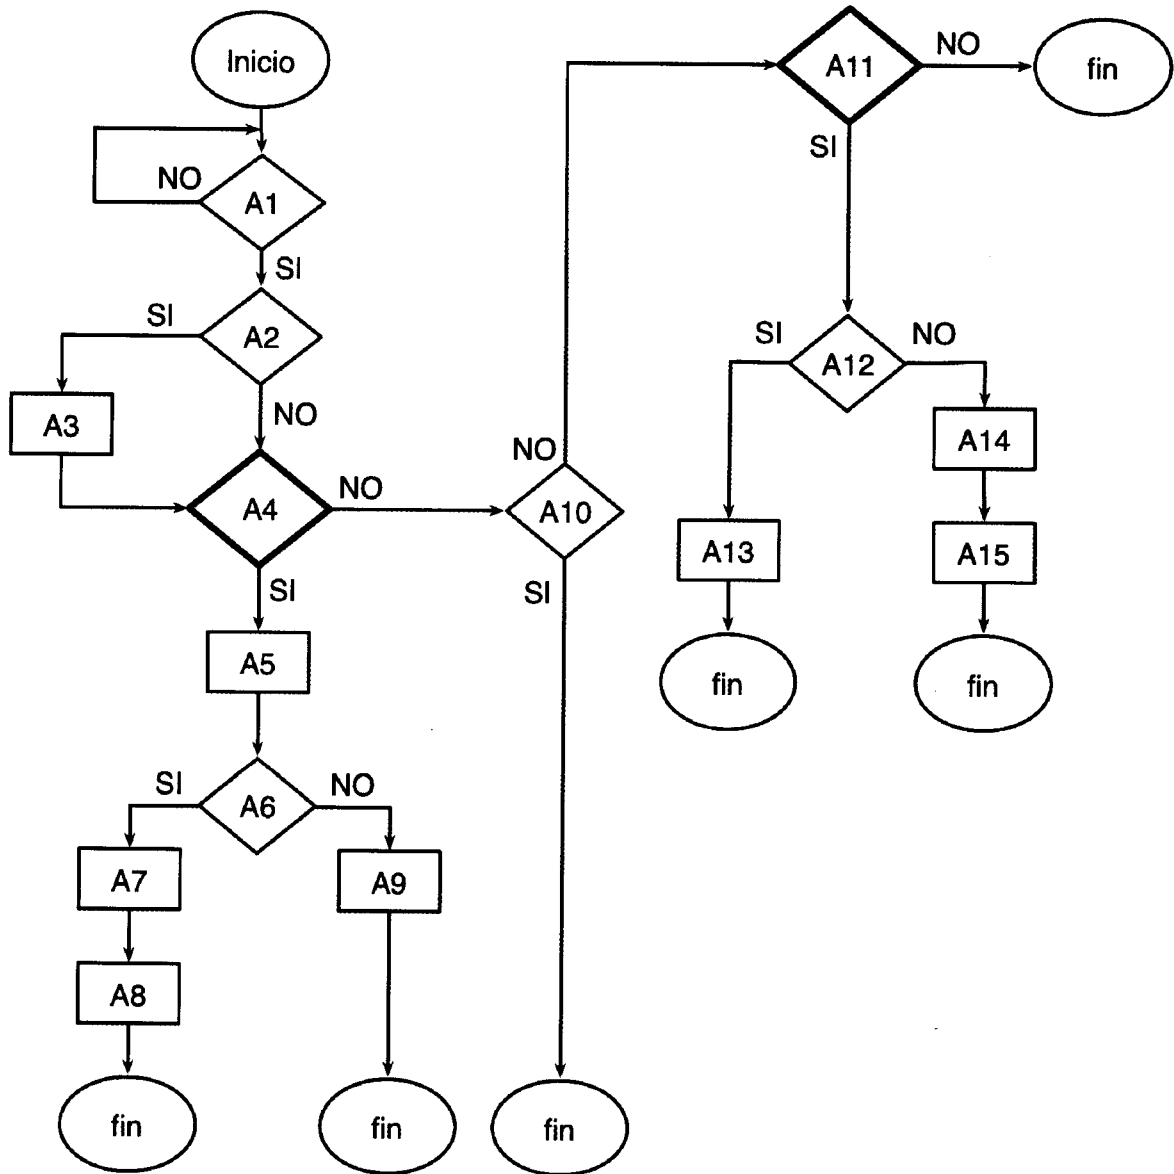 Inicio
NO
A1
SI
SI
A2
A3
NO
A4
NO
SI
A5
SI
A6
NO
A7
A9
A8
fin
fin
NO
A10
SI
fin
A11
NO
fin
SI
SI
A12
NO
A14
A13
A15
fin
fin